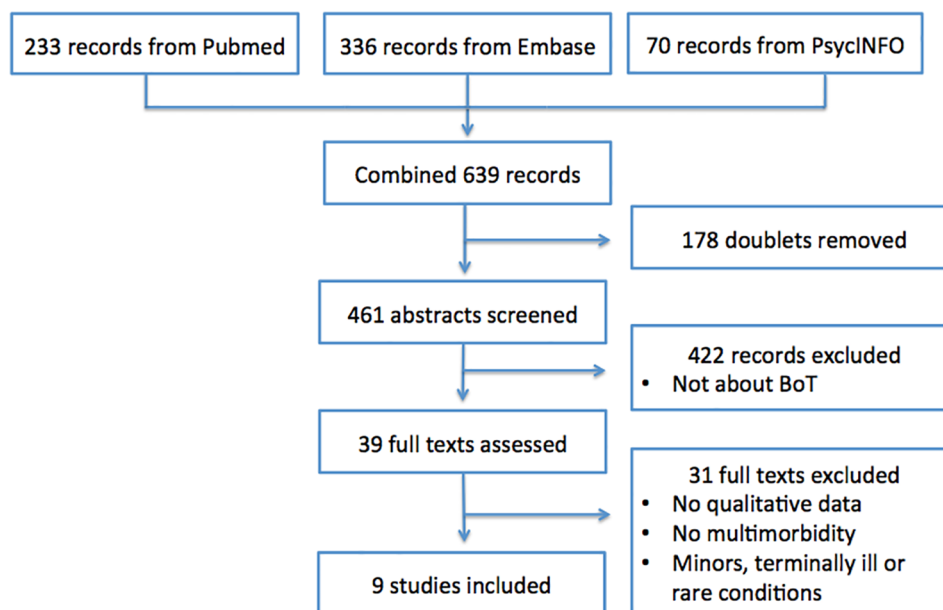 233 records from Pubmed
336 records from Embase
70 records from PsycINFO
Combined 639 records
178 doublets removed
461 abstracts screened
422 records excluded
• Not about BoT
39 full texts assessed
31 full texts excluded
• No qualitative data
• No multimorbidity
• Minors, terminally ill or
rare conditions
9 studies included